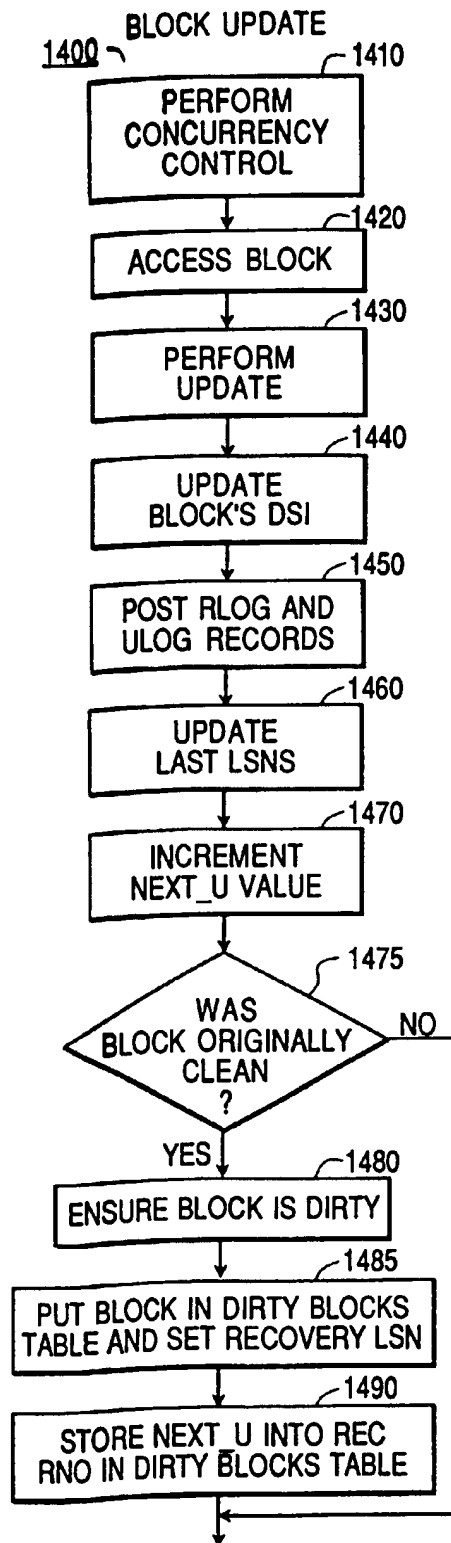 BLOCK UPDATE
1400
1410
PERFORM
CONCURRENCY
CONTROL
1420
ACCESS BLOCK
1430
PERFORM
UPDATE
1440
UPDATE
BLOCK'S DSI
1450
POST RLOG AND
ULOG RECORDS
1460
UPDATE
LAST LSNS
1470
INCREMENT
NEXT_U VALUE
1475
WAS
BLOCK ORIGINALLY
CLEAN
?
NO
YES
1480
ENSURE BLOCK IS DIRTY
1485
PUT BLOCK IN DIRTY BLOCKS
TABLE AND SET RECOVERY LSN
1490
STORE NEXT_U INTO REC
RNO IN DIRTY BLOCKS TABLE